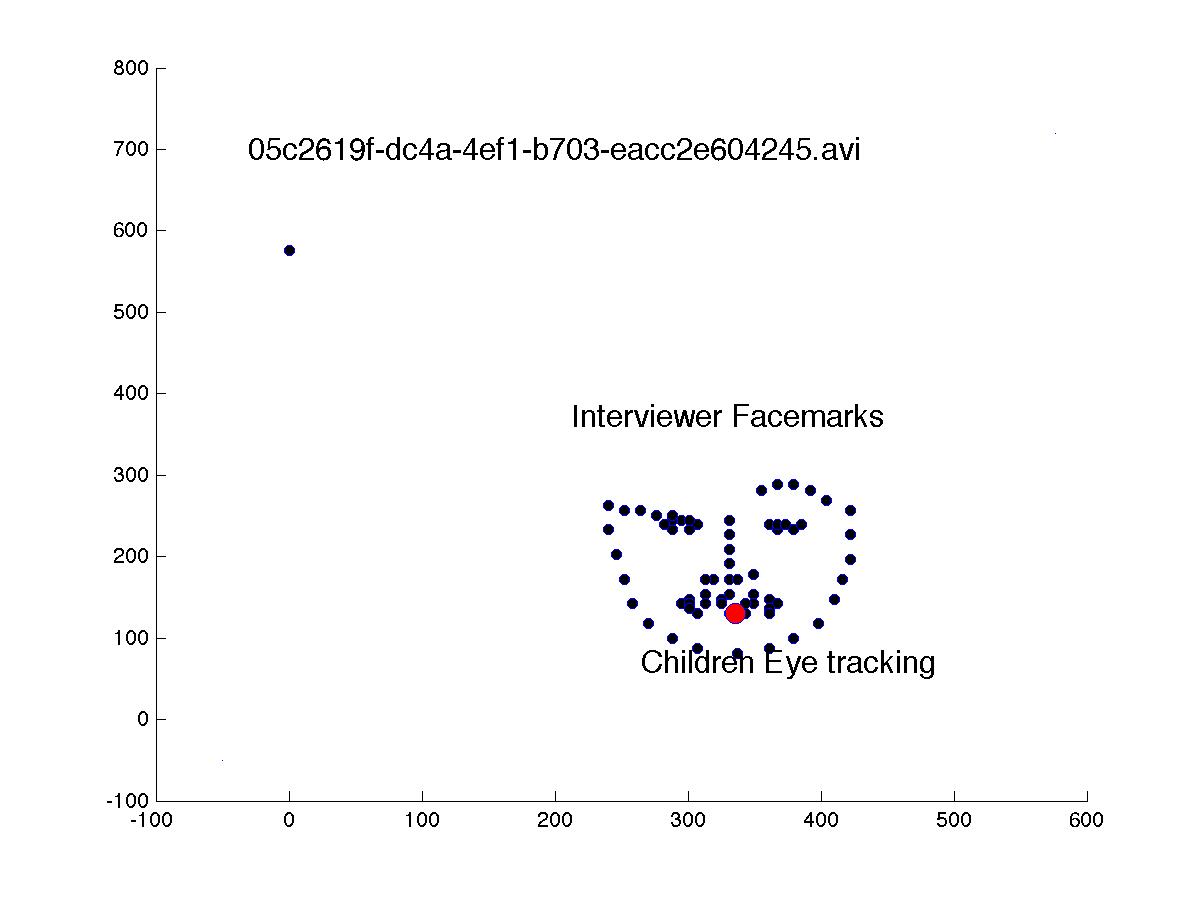 800
700
05c2619f-dc4a-4ef1-b703-eacc2e604245.avi
600
500
400
Interviewer Facemarks
300
200
100
Children Eye tracking
0
-100
-100 0 100 200 300 400 500 600